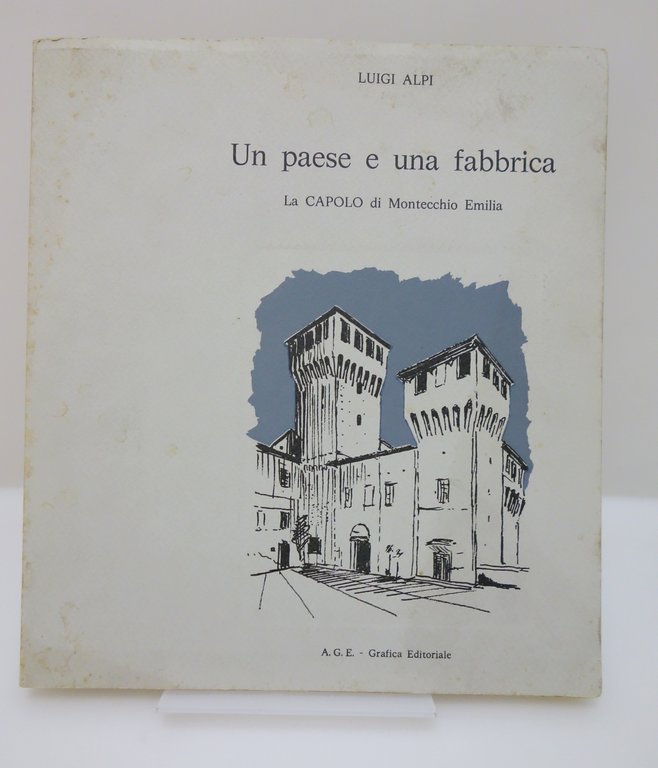 LUIGI ALPI
Un paese e una fabbrica
La CAPOLO di Montecchio Emilia
A. G. E. - Grafica Editoriale